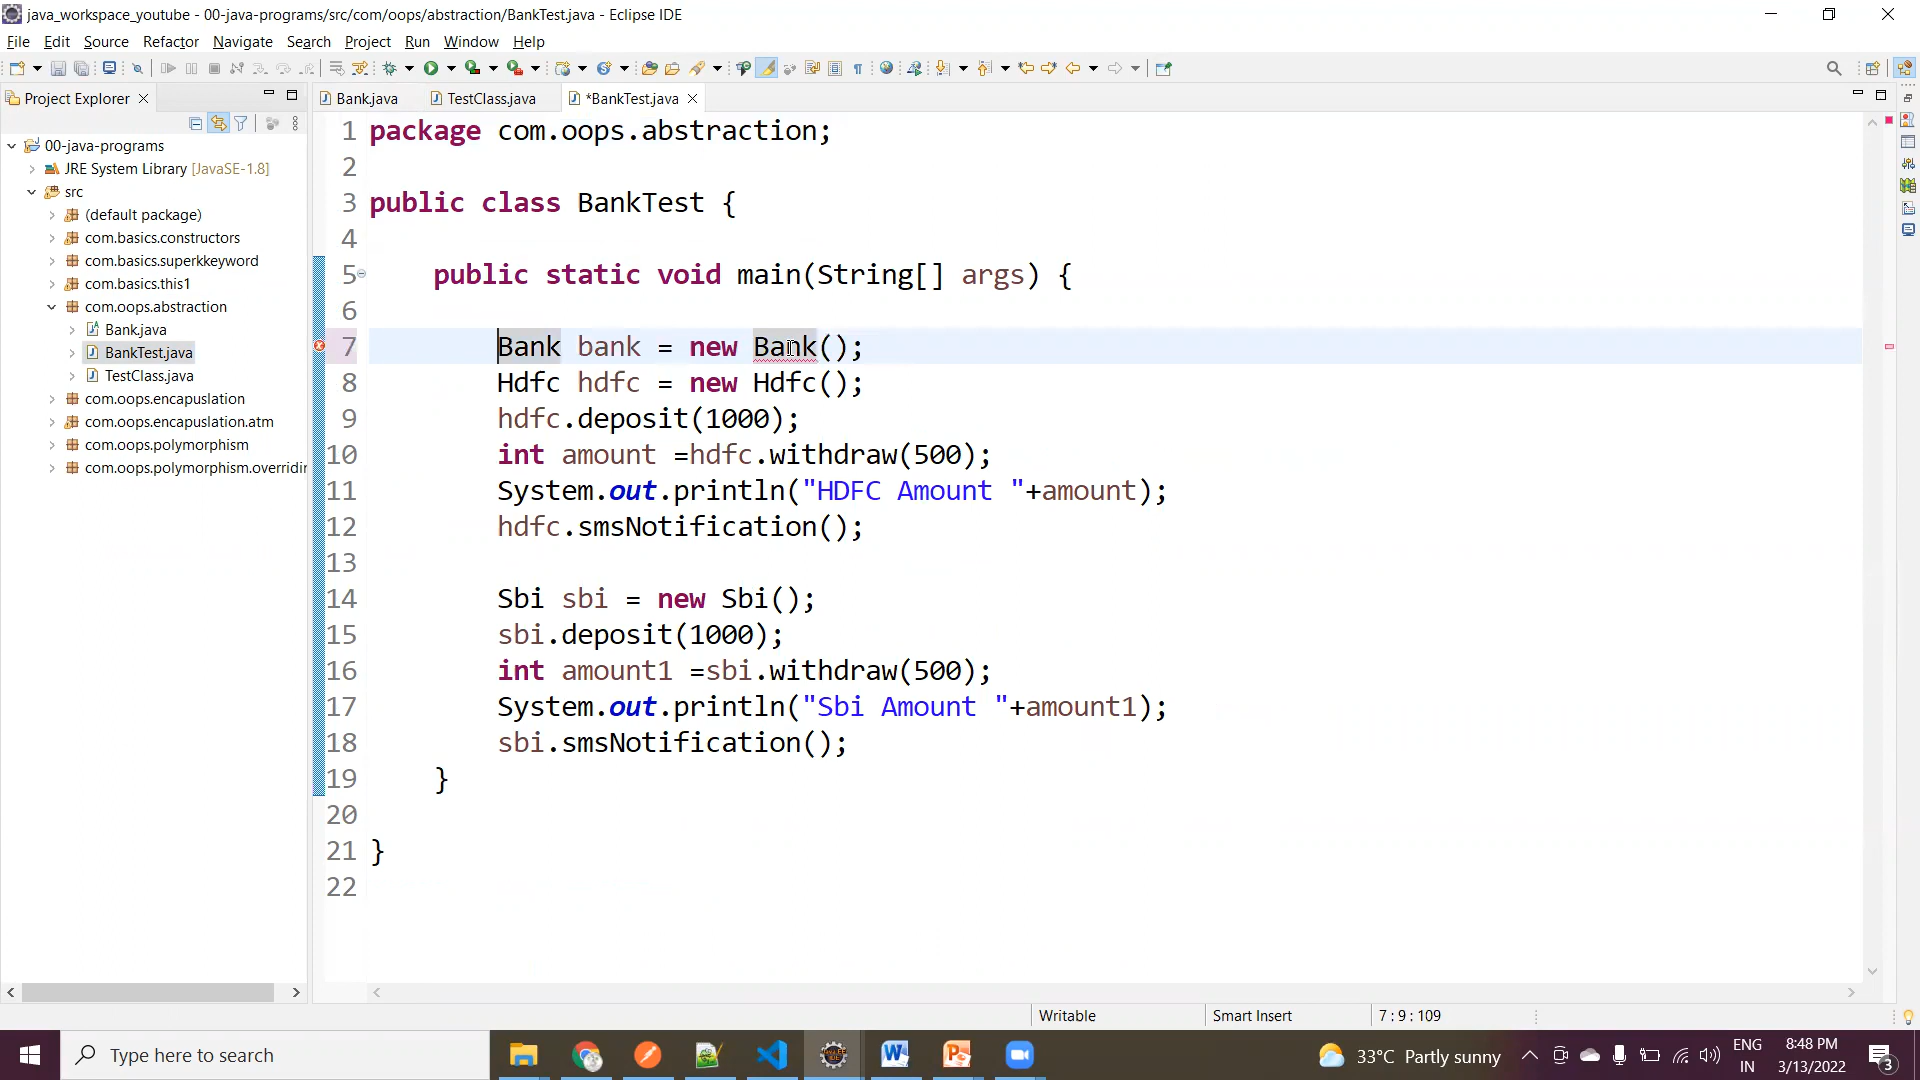 java_workspace_youtube - 00-java-programs/src/com/oops/abstraction/BankTest.java - Eclipse IDE
File Edit Source Refactor Navigate Search Project Run Window Help
Project Explorer
Bank.java TestClass.java *BankTest.java
00-java-programs
JRE System Library [JavaSE-1.8]
src
(default package)
com.basics.constructors
com.basics.superkkeyword
com.basics.this1
com.oops.abstraction
Bank.java
BankTest.java
TestClass.java
com.oops.encapuslation
com.oops.encapuslation.atm
com.oops.polymorphism
com.oops.polymorphism.overridin
1 package com.oops.abstraction;
2
3 public class BankTest {
4
5 public static void main(String[] args) {
6
7 Bank bank = new Bank();
8 Hdfc hdfc = new Hdfc();
9 hdfc.deposit(1000);
10 int amount =hdfc.withdraw(500);
11 System.out.println("HDFC Amount "+amount);
12 hdfc.smsNotification();
13
14 Sbi sbi = new Sbi();
15 sbi.deposit(1000);
16 int amount1 =sbi.withdraw(500);
17 System.out.println("Sbi Amount "+amount1);
18 sbi.smsNotification();
19 }
20
21 }
22
Writable Smart Insert 7 : 9 : 109
Type here to search
33°C Partly sunny
ENG
IN
8:48 PM
3/13/2022
3